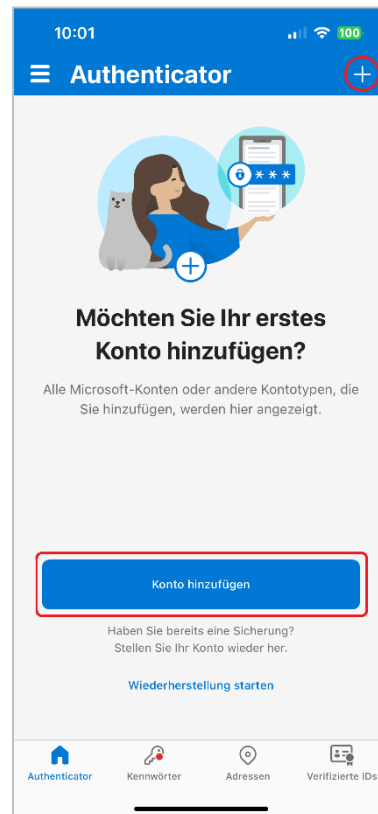 10:01
100
Authenticator
***
Möchten Sie Ihr erstes
Konto hinzufügen?
Alle Microsoft-Konten oder andere Kontotypen, die
Sie hinzufügen, werden hier angezeigt.
Konto hinzufügen
Haben Sie bereits eine Sicherung?
Stellen Sie Ihr Konto wieder her.
Wiederherstellung starten
Authenticator Kennwörter Adressen Verifizierte IDs